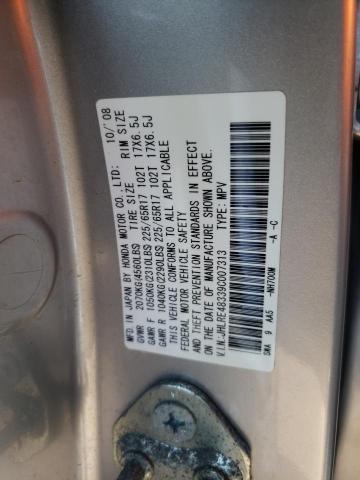 MFD. IN JAPAN BY HONDA MOTOR CO., LTD: 10/'08
TIRE SIZE RIM SIZE
GVWR 2070KG(4560LBS)
GAWR F 1050KG(2310LBS) 225/65R17 102T 17X6.5J
GAWR R 1040KG(2290LBS) 225/65R17 102T 17X6.5J
THIS VEHICLE CONFORMS TO ALL APPLICABLE
FEDERAL MOTOR VEHICLE SAFETY
AND THEFT PREVENTION STANDARDS IN EFFECT
ON THE DATE OF MANUFACTURE SHOWN ABOVE.
V.I.N.:JHLRE48339C007313 TYPE: MPV
SWA 9 AA5 -NH700M -A -C